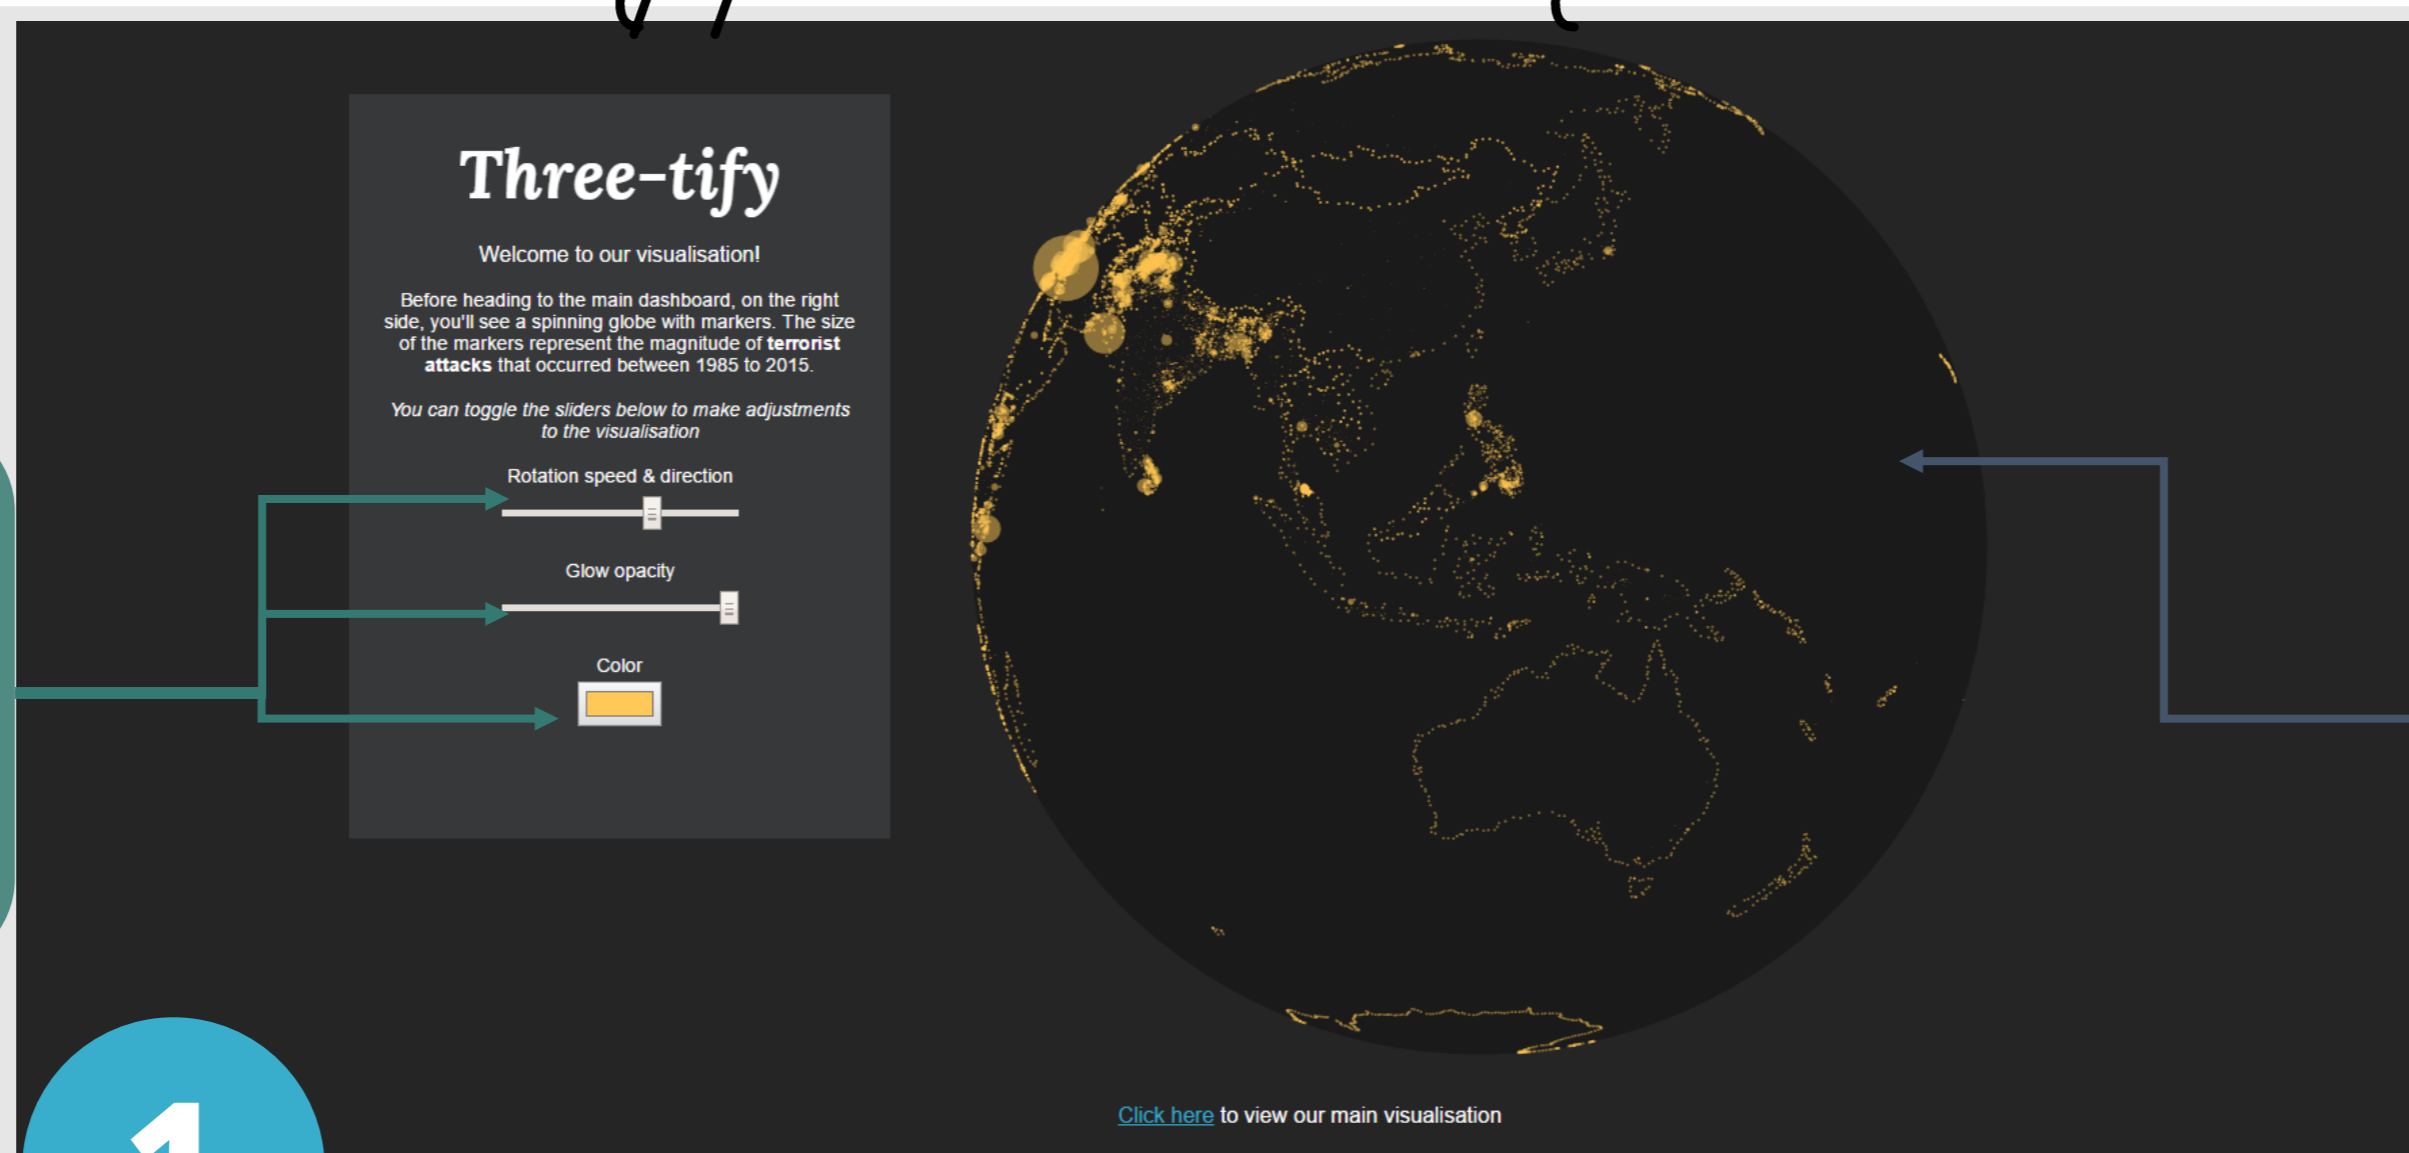 Three-tify
Welcome to our visualisation!
Before heading to the main dashboard, on the right
side, you'll see a spinning globe with markers. The size
of the markers represent the magnitude of terrorist
attacks that occurred between 1985 to 2015.
You can toggle the sliders below to make adjustments
to the visualisation
Rotation speed & direction
Glow opacity
Color
Click here to view our main visualisation
1